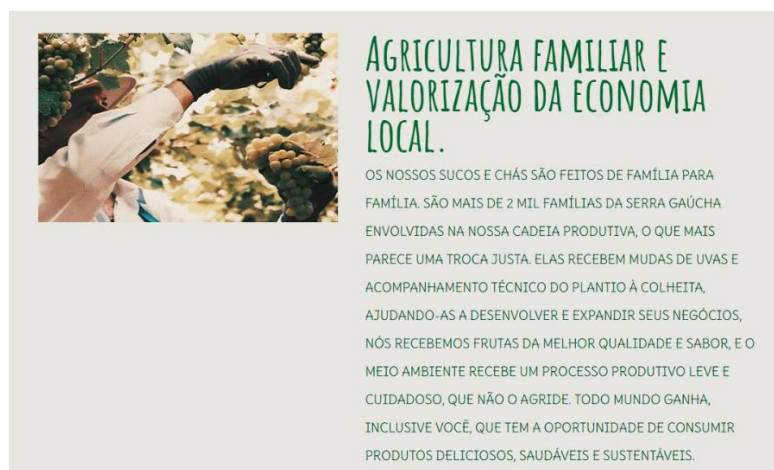 AGRICULTURA FAMILIAR E
VALORIZAÇÃO DA ECONOMIA
LOCAL.
OS NOSSOS SUCOS E CHÁS SÃO FEITOS DE FAMÍLIA PARA
FAMÍLIA. SÃO MAIS DE 2 MIL FAMÍLIAS DA SERRA GAÚCHA
ENVOLVIDAS NA NOSSA CADEIA PRODUTIVA, O QUE MAIS
PARECE UMA TROCA JUSTA. ELAS RECEBEM MUDAS DE UVAS E
ACOMPANHAMENTO TÉCNICO DO PLANTIO À COLHEITA,
AJUDANDO-AS A DESENVOLVER E EXPANDIR SEUS NEGÓCIOS,
NÓS RECEBEMOS FRUTAS DA MELHOR QUALIDADE E SABOR, E O
MEIO AMBIENTE RECEBE UM PROCESSO PRODUTIVO LEVE E
CUIDADOSO, QUE NÃO O AGRIDE. TODO MUNDO GANHA,
INCLUSIVE VOCÊ, QUE TEM A OPORTUNIDADE DE CONSUMIR
PRODUTOS DELICIOSOS, SAUDÁVEIS E SUSTENTÁVEIS.